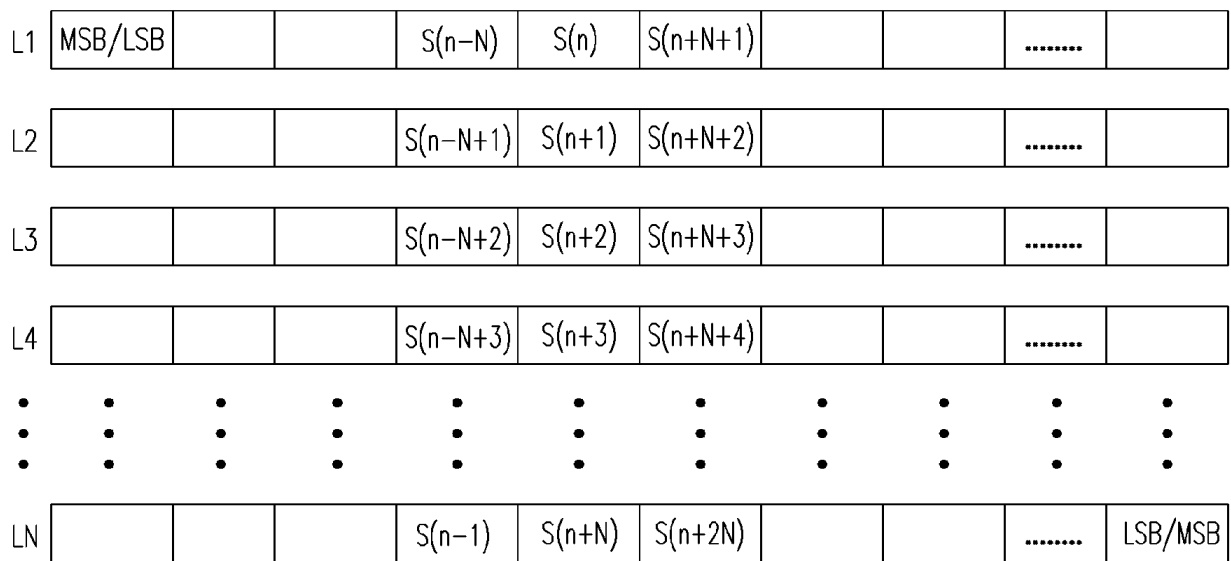 L1 MSB/LSB S(n−N) S(n) S(n+N+1) ........
L2 S(n−N+1) S(n+1) S(n+N+2) ........
L3 S(n−N+2) S(n+2) S(n+N+3) ........
L4 S(n−N+3) S(n+3) S(n+N+4) ........
LN S(n−1) S(n+N) S(n+2N) ........ LSB/MSB